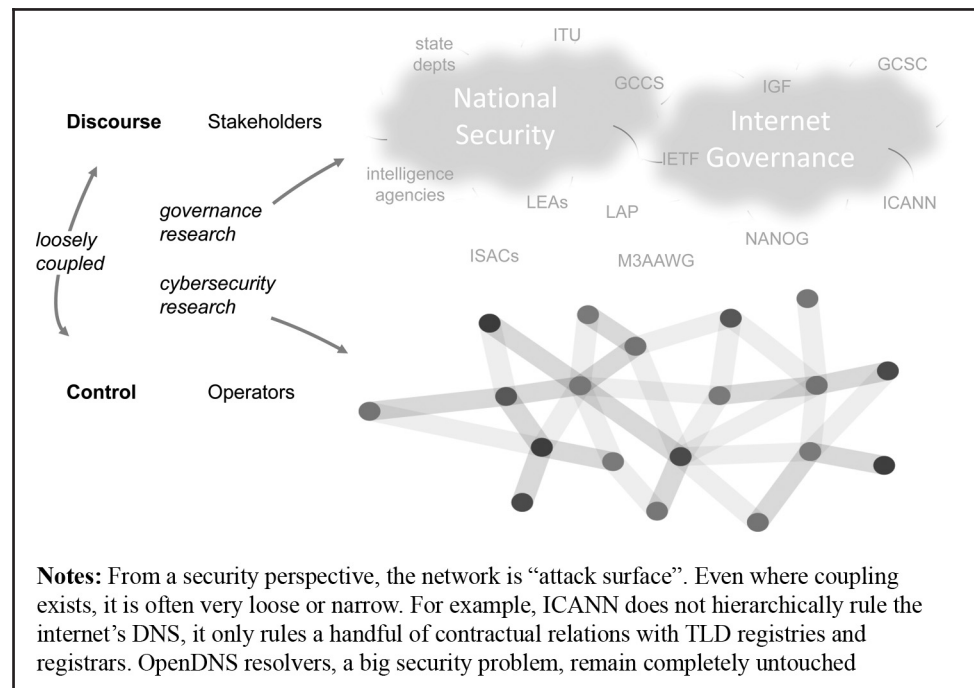 ITU
state
depts
GCSC
GCCS
IGF
National
Security
Discourse
Stakeholders
Internet
Governance
IETF
intelligence
agencies
LEAs
LAP
ICANN
governance
research
NANOG
loosely
coupled
ISACs
M3AAWG
cybersecurity
research
Control
Operators
Notes: From a security perspective, the network is “attack surface”. Even where coupling
exists, it is often very loose or narrow. For example, ICANN does not hierarchically rule the
internet’s DNS, it only rules a handful of contractual relations with TLD registries and
registrars. OpenDNS resolvers, a big security problem, remain completely untouched